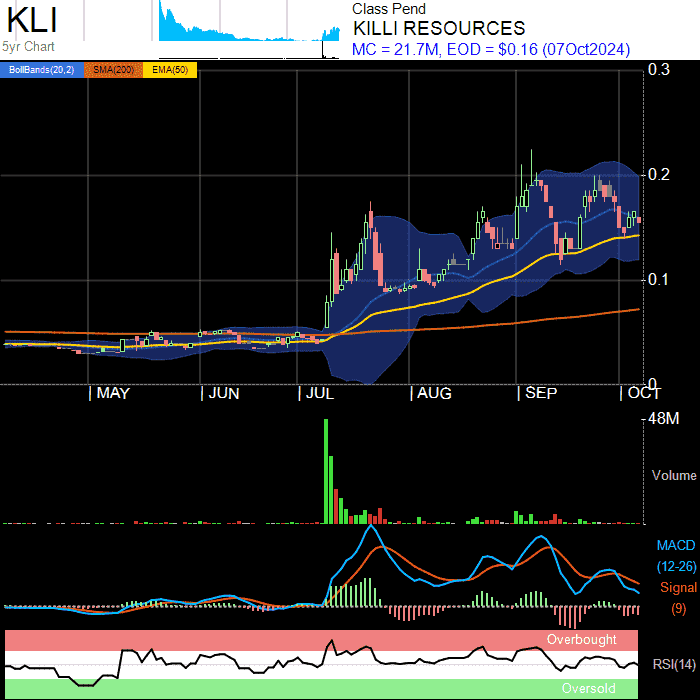 KLI
5yr Chart
Class Pend
KILLI RESOURCES
MC = 21.7M, EOD = $0.16 (07Oct2024)
BollBands(20,2) SMA(200) EMA(50)
0.3
0.2
0.1
0
MAY JUN JUL AUG SEP OCT
48M
Volume
MACD
(12-26)
Signal
(9)
Overbought
RSI(14)
Oversold